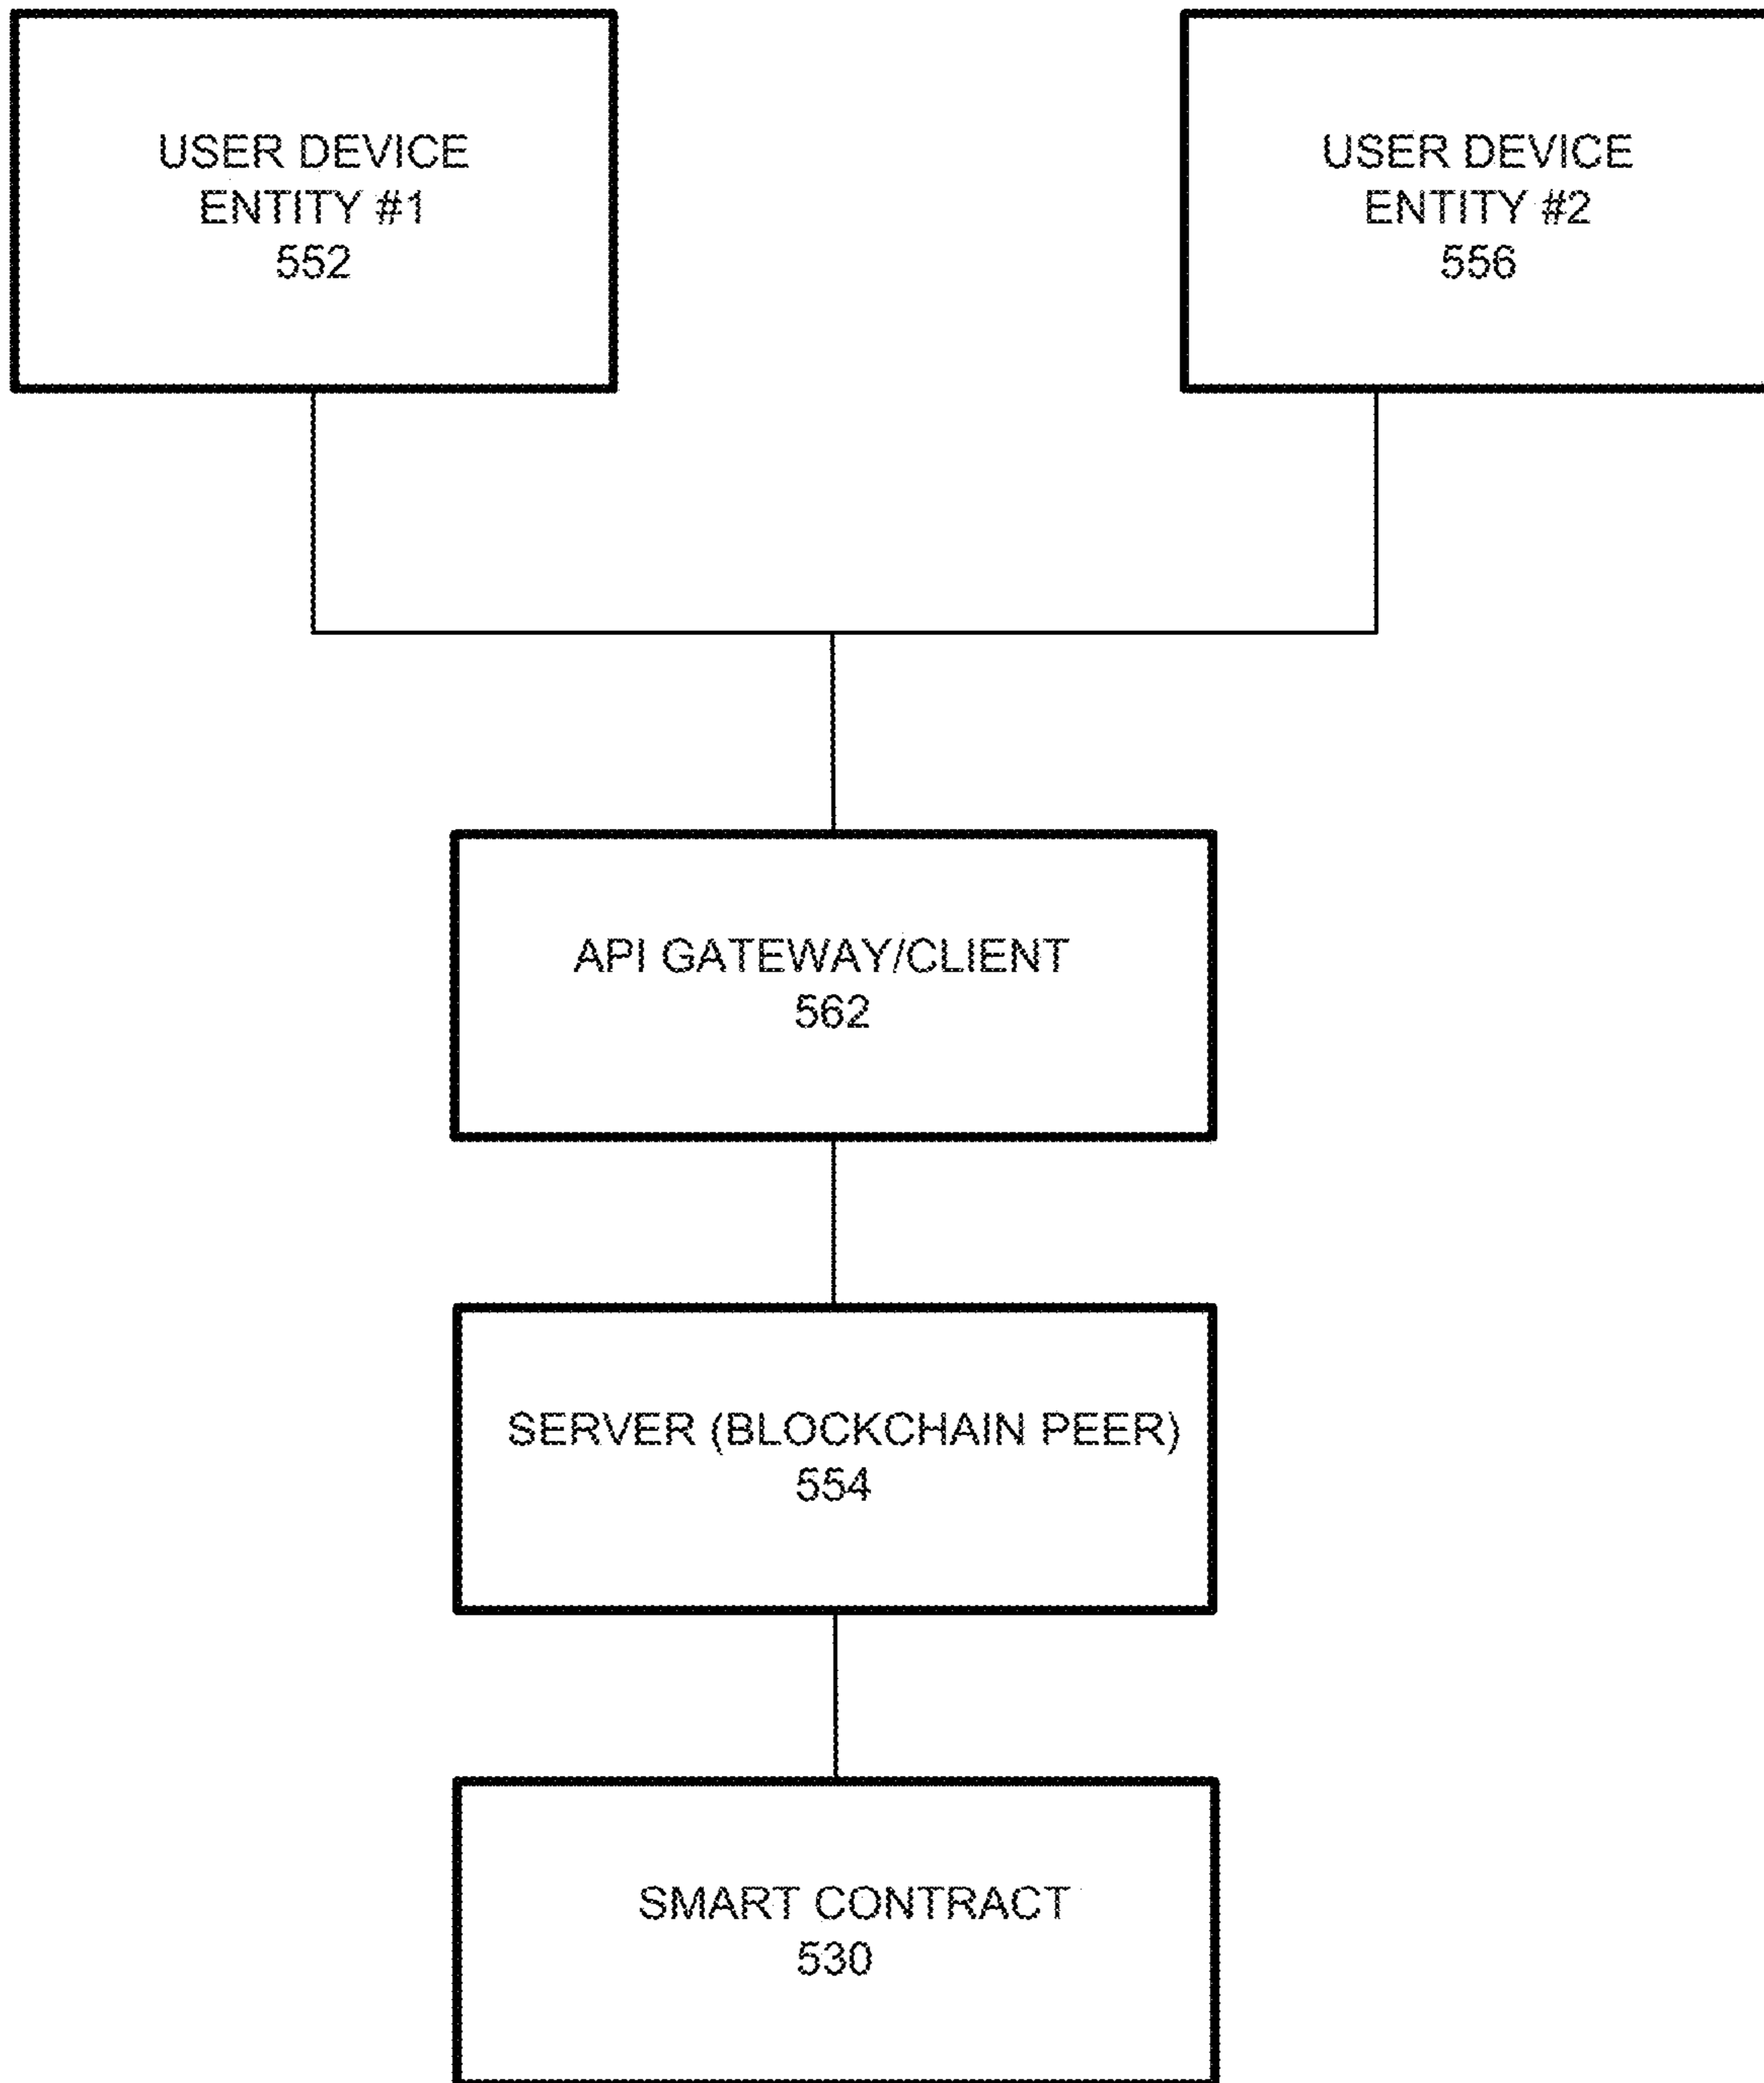 USER DEVICE
ENTITY #1
552
USER DEVICE
ENTITY #2
556
API GATEWAY/CLIENT
562
SERVER (BLOCKCHAIN PEER)
554
SMART CONTRACT
530